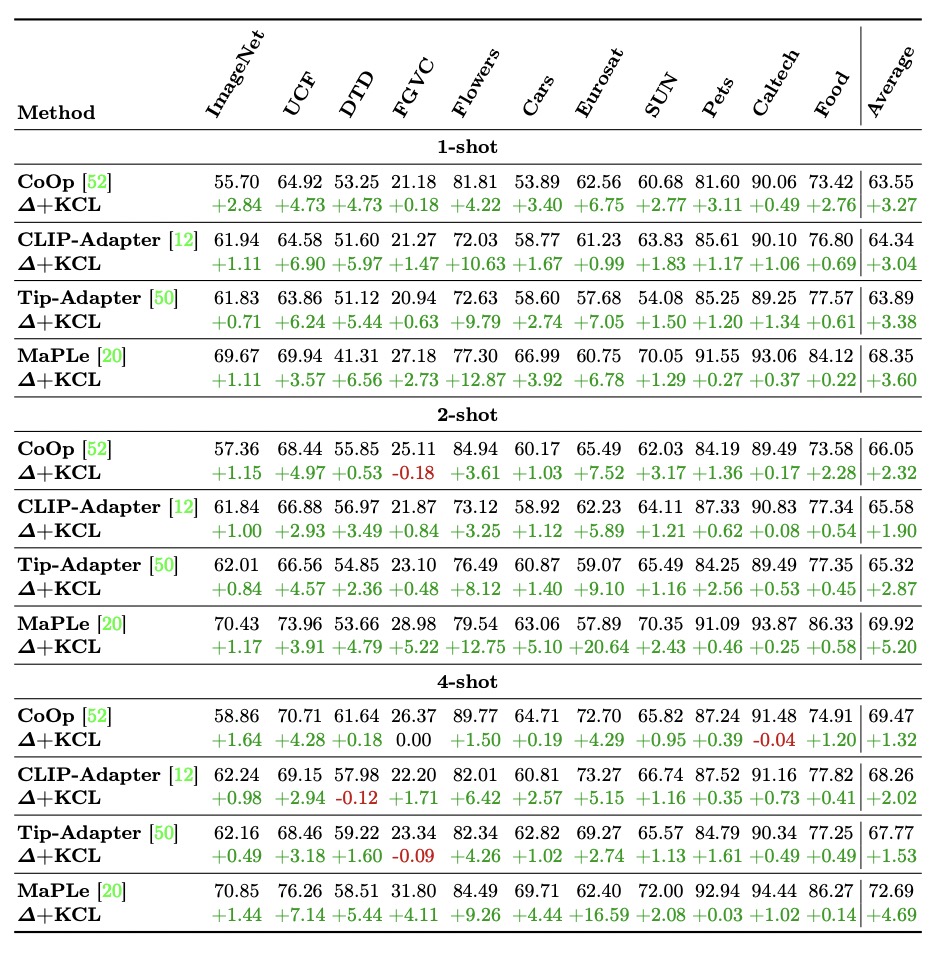 Method ImageNet UCF DTD FGVC Flowers Cars Eurosat SUN Pets Caltech Food Average
1-shot
CoOp [52] 55.70 64.92 53.25 21.18 81.81 53.89 62.56 60.68 81.60 90.06 73.42 63.55
Δ+KCL +2.84 +4.73 +4.73 +0.18 +4.22 +3.40 +6.75 +2.77 +3.11 +0.49 +2.76 +3.27
CLIP-Adapter [12] 61.94 64.58 51.60 21.27 72.03 58.77 61.23 63.83 85.61 90.10 76.80 64.34
Δ+KCL +1.11 +6.90 +5.97 +1.47 +10.63 +1.67 +0.99 +1.83 +1.17 +1.06 +0.69 +3.04
Tip-Adapter [50] 61.83 63.86 51.12 20.94 72.63 58.60 57.68 54.08 85.25 89.25 77.57 63.89
Δ+KCL +0.71 +6.24 +5.44 +0.63 +9.79 +2.74 +7.05 +1.50 +1.20 +1.34 +0.61 +3.38
MaPLe [20] 69.67 69.94 41.31 27.18 77.30 66.99 60.75 70.05 91.55 93.06 84.12 68.35
Δ+KCL +1.11 +3.57 +6.56 +2.73 +12.87 +3.92 +6.78 +1.29 +0.27 +0.37 +0.22 +3.60
2-shot
CoOp [52] 57.36 68.44 55.85 25.11 84.94 60.17 65.49 62.03 84.19 89.49 73.58 66.05
Δ+KCL +1.15 +4.97 +0.53 -0.18 +3.61 +1.03 +7.52 +3.17 +1.36 +0.17 +2.28 +2.32
CLIP-Adapter [12] 61.84 66.88 56.97 21.87 73.12 58.92 62.23 64.11 87.33 90.83 77.34 65.58
Δ+KCL +1.00 +2.93 +3.49 +0.84 +3.25 +1.12 +5.89 +1.21 +0.62 +0.08 +0.54 +1.90
Tip-Adapter [50] 62.01 66.56 54.85 23.10 76.49 60.87 59.07 65.49 84.25 89.49 77.35 65.32
Δ+KCL +0.84 +4.57 +2.36 +0.48 +8.12 +1.40 +9.10 +1.16 +2.56 +0.53 +0.45 +2.87
MaPLe [20] 70.43 73.96 53.66 28.98 79.54 63.06 57.89 70.35 91.09 93.87 86.33 69.92
Δ+KCL +1.17 +3.91 +4.79 +5.22 +12.75 +5.10 +20.64 +2.43 +0.46 +0.25 +0.58 +5.20
4-shot
CoOp [52] 58.86 70.71 61.64 26.37 89.77 64.71 72.70 65.82 87.24 91.48 74.91 69.47
Δ+KCL +1.64 +4.28 +0.18 0.00 +1.50 +0.19 +4.29 +0.95 +0.39 -0.04 +1.20 +1.32
CLIP-Adapter [12] 62.24 69.15 57.98 22.20 82.01 60.81 73.27 66.74 87.52 91.16 77.82 68.26
Δ+KCL +0.98 +2.94 -0.12 +1.71 +6.42 +2.57 +5.15 +1.16 +0.35 +0.73 +0.41 +2.02
Tip-Adapter [50] 62.16 68.46 59.22 23.34 82.34 62.82 69.27 65.57 84.79 90.34 77.25 67.77
Δ+KCL +0.49 +3.18 +1.60 -0.09 +4.26 +1.02 +2.74 +1.13 +1.61 +0.49 +0.49 +1.53
MaPLe [20] 70.85 76.26 58.51 31.80 84.49 69.71 62.40 72.00 92.94 94.44 86.27 72.69
Δ+KCL +1.44 +7.14 +5.44 +4.11 +9.26 +4.44 +16.59 +2.08 +0.03 +1.02 +0.14 +4.69